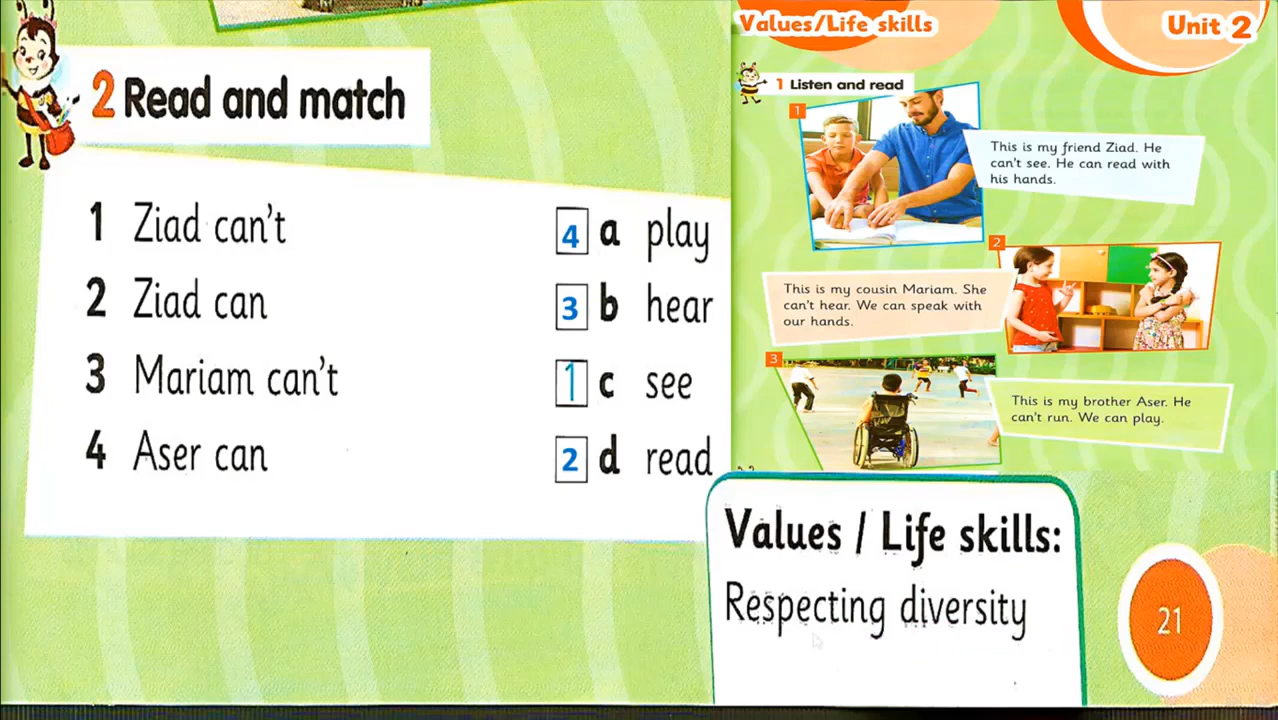 2 Read and match
1 Ziad can't
2 Ziad can
3 Mariam can't
4 Aser can
4 a play
3 b hear
1 c see
2 d read
Values/Life skills
Unit 2
1 Listen and read
1
This is my friend Ziad. He
can't see. He can read with
his hands.
2
This is my cousin Mariam. She
can't hear. We can speak with
our hands.
3
This is my brother Aser. He
can't run. We can play.
Values / Life skills:
Respecting diversity
21